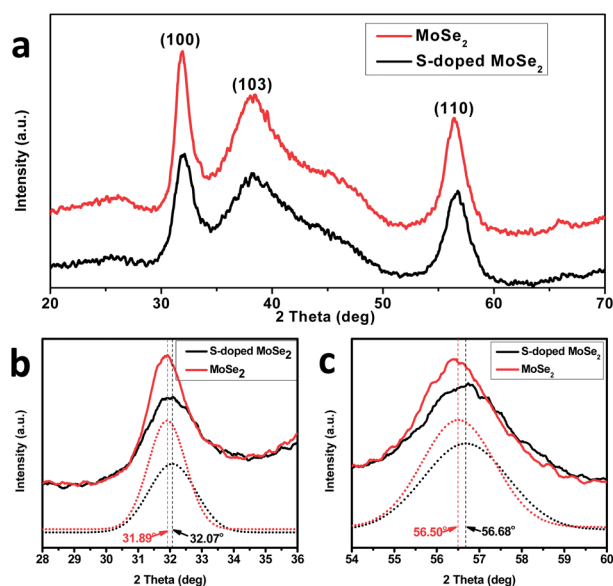 a
MoSe2
S-doped MoSe2
(100)
(103)
(110)
Intensity (a.u.)
20 30 40 50 60 70
2 Theta (deg)
b
S-doped MoSe2
MoSe2
Intensity (a.u.)
31.89° 32.07°
28 29 30 31 32 33 34 35 36
2 Theta (deg)
c
S-doped MoSe2
MoSe2
Intensity (a.u.)
56.50° 56.68°
54 55 56 57 58 59 60
2 Theta (deg)